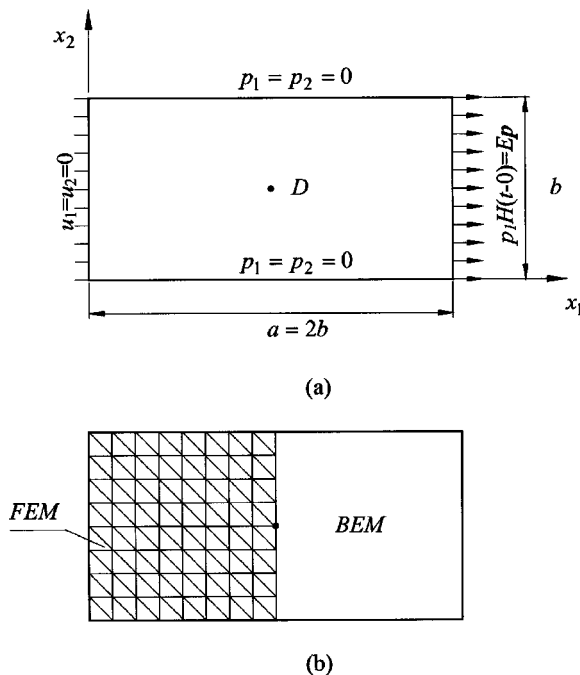 x₂
p₁ = p₂ = 0
u₁=u₂=0
D
p₁H(t-0)=Ep
b
p₁ = p₂ = 0
x₁
a = 2b
(a)
FEM
BEM
(b)